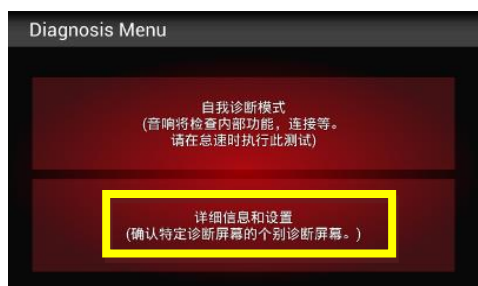 Diagnosis Menu
自我诊断模式
(音响将检查内部功能，连接等。
请在怠速时执行此测试)
详细信息和设置
(确认特定诊断屏幕的个别诊断屏幕。)